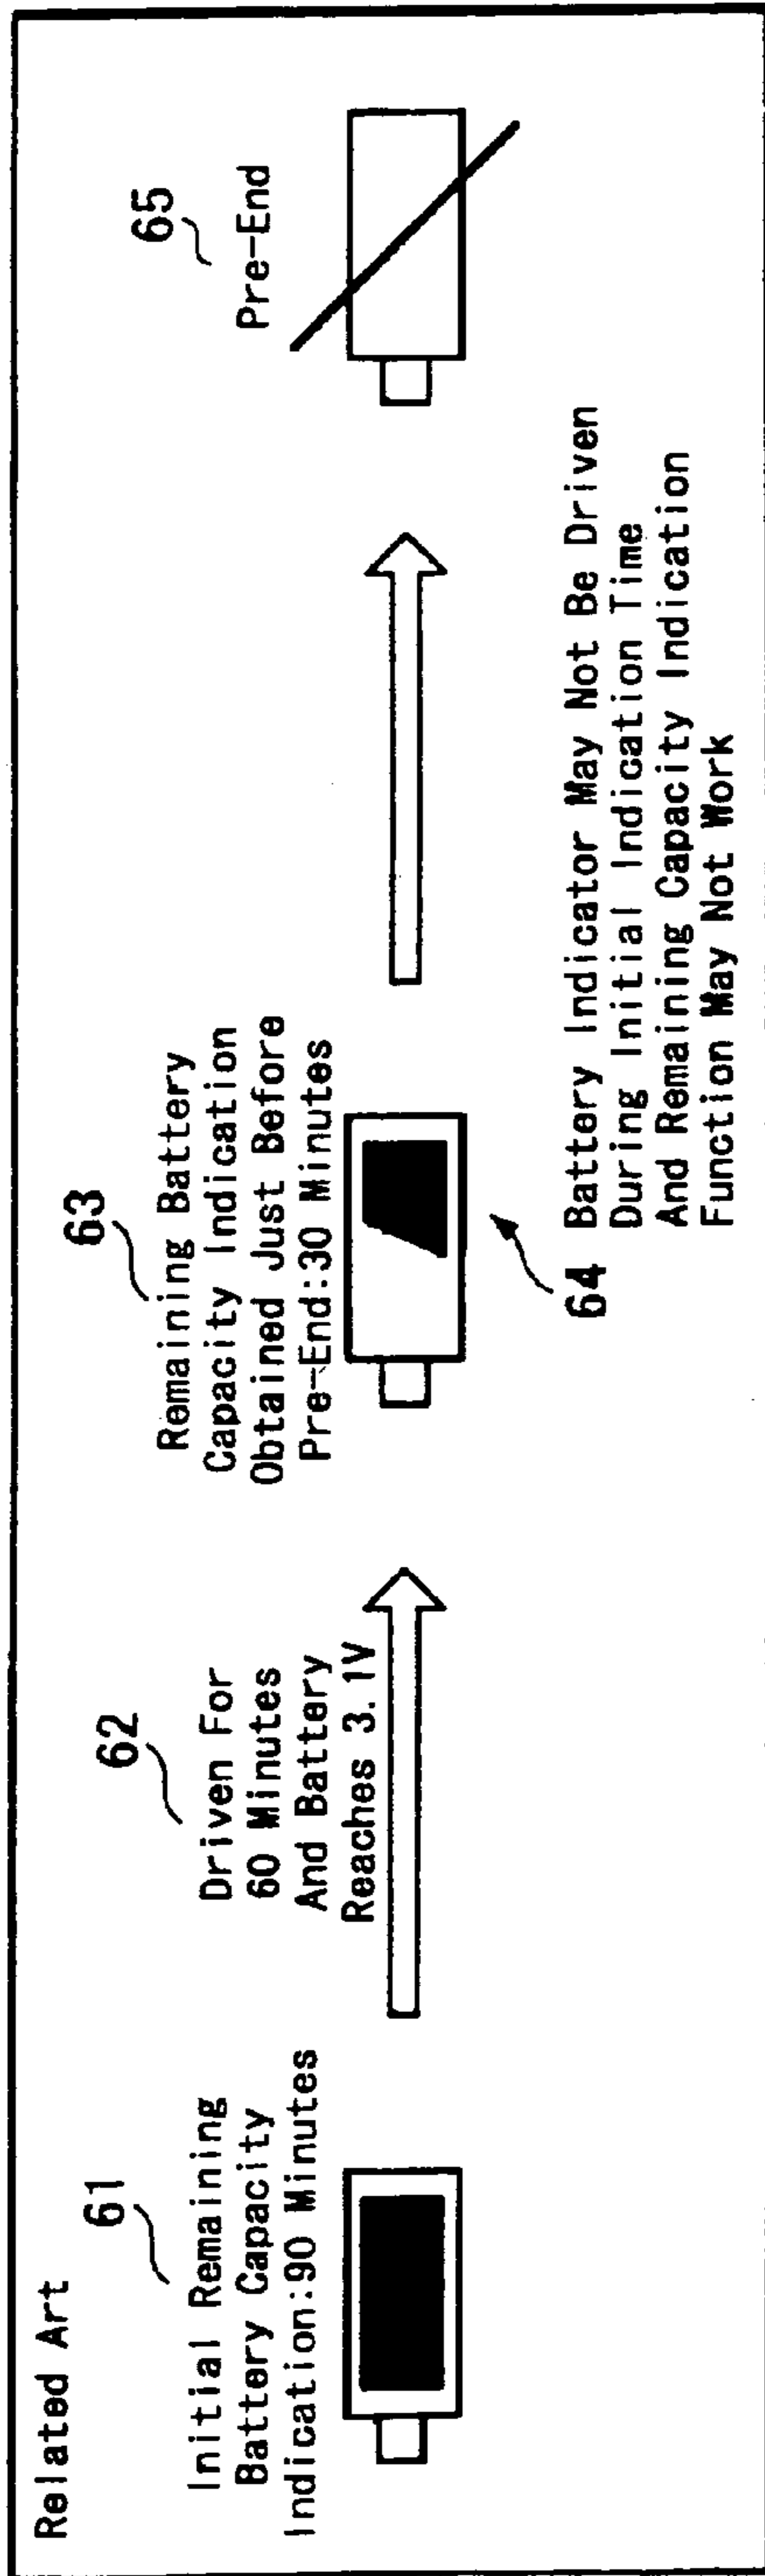 Related Art
61
Initial Remaining
Battery Capacity
Indication:90 Minutes
62
Driven For
60 Minutes
And Battery
Reaches 3.1V
63
Remaining Battery
Capacity Indication
Obtained Just Before
Pre-End:30 Minutes
64
Battery Indicator May Not Be Driven
During Initial Indication Time
And Remaining Capacity Indication
Function May Not Work
65
Pre-End